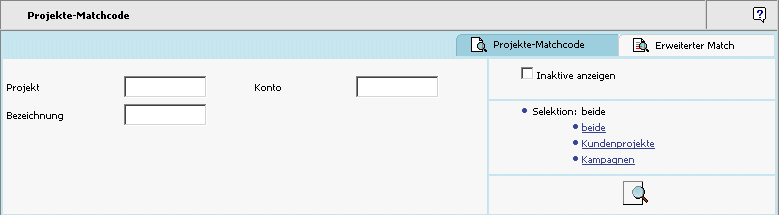 Projekte-Matchcode
?
Projekte-Matchcode
Erweiterter Match
Projekt
Konto
Bezeichnung
Inaktive anzeigen
Selektion: beide
beide
Kundenprojekte
Kampagnen